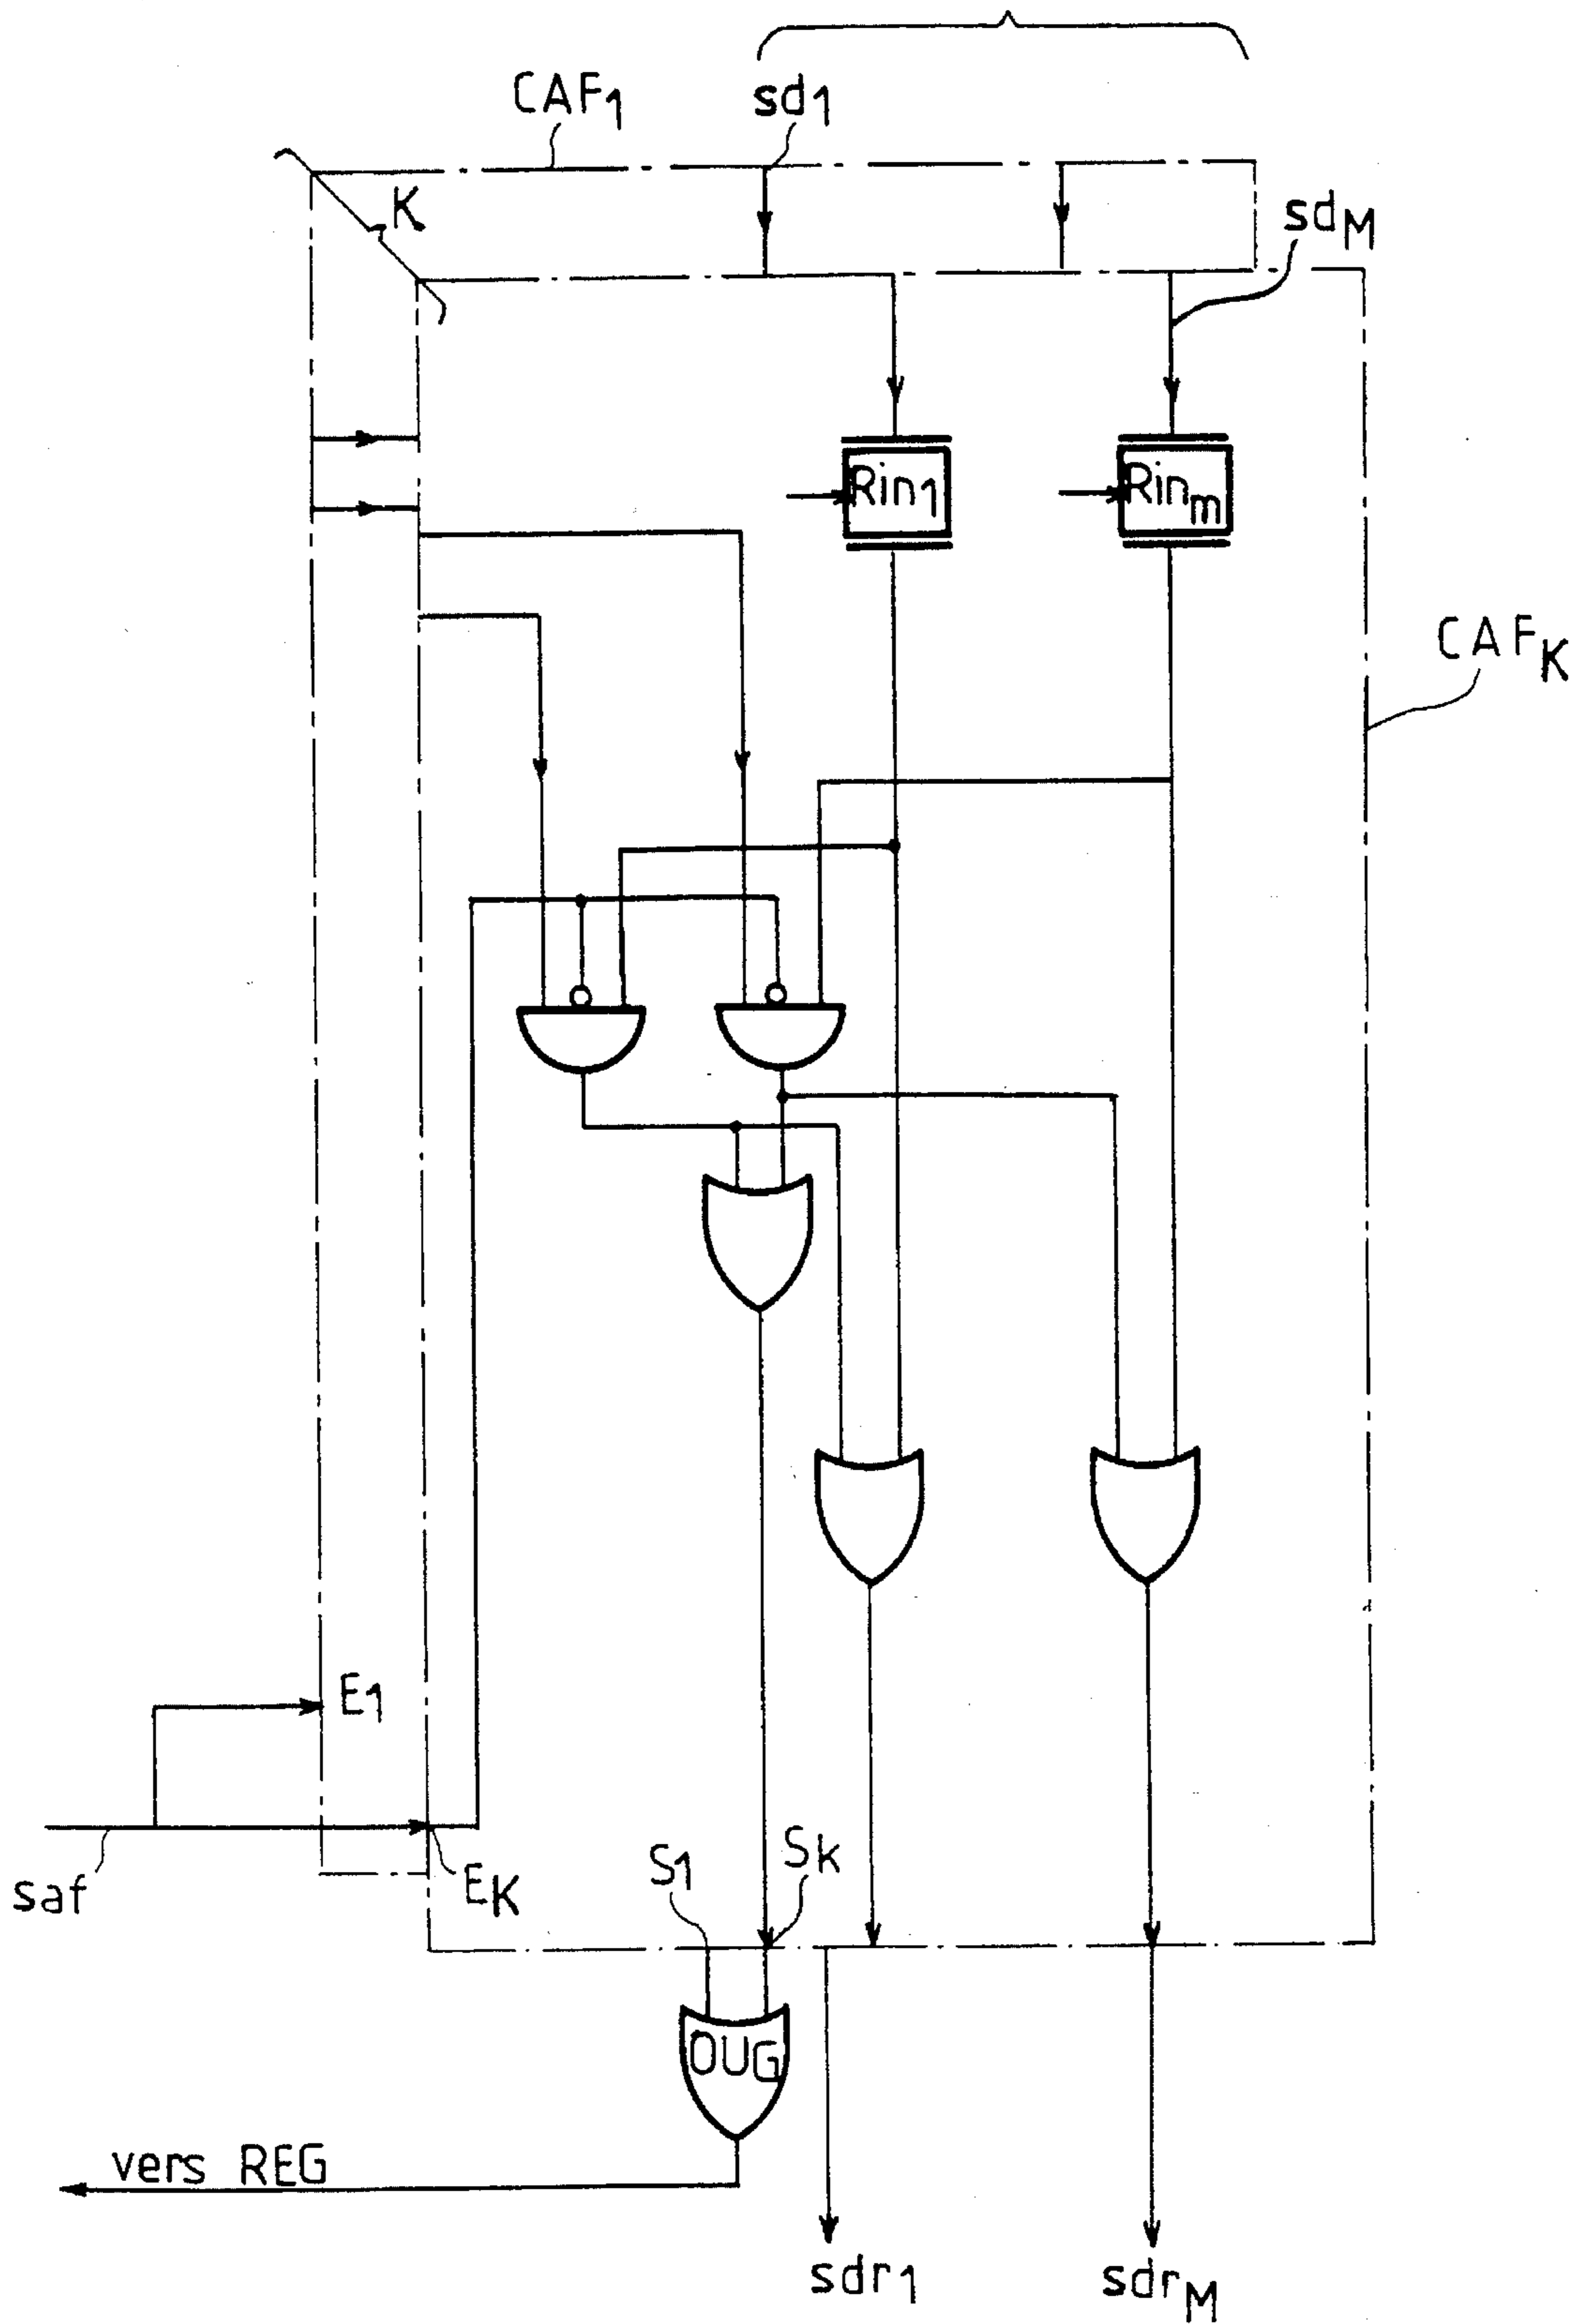 CAF1
sd1
K
sdM
Rin1
Rinm
CAFK
E1
saf
EK
S1
Sk
OUG
vers REG
sdr1
sdrM